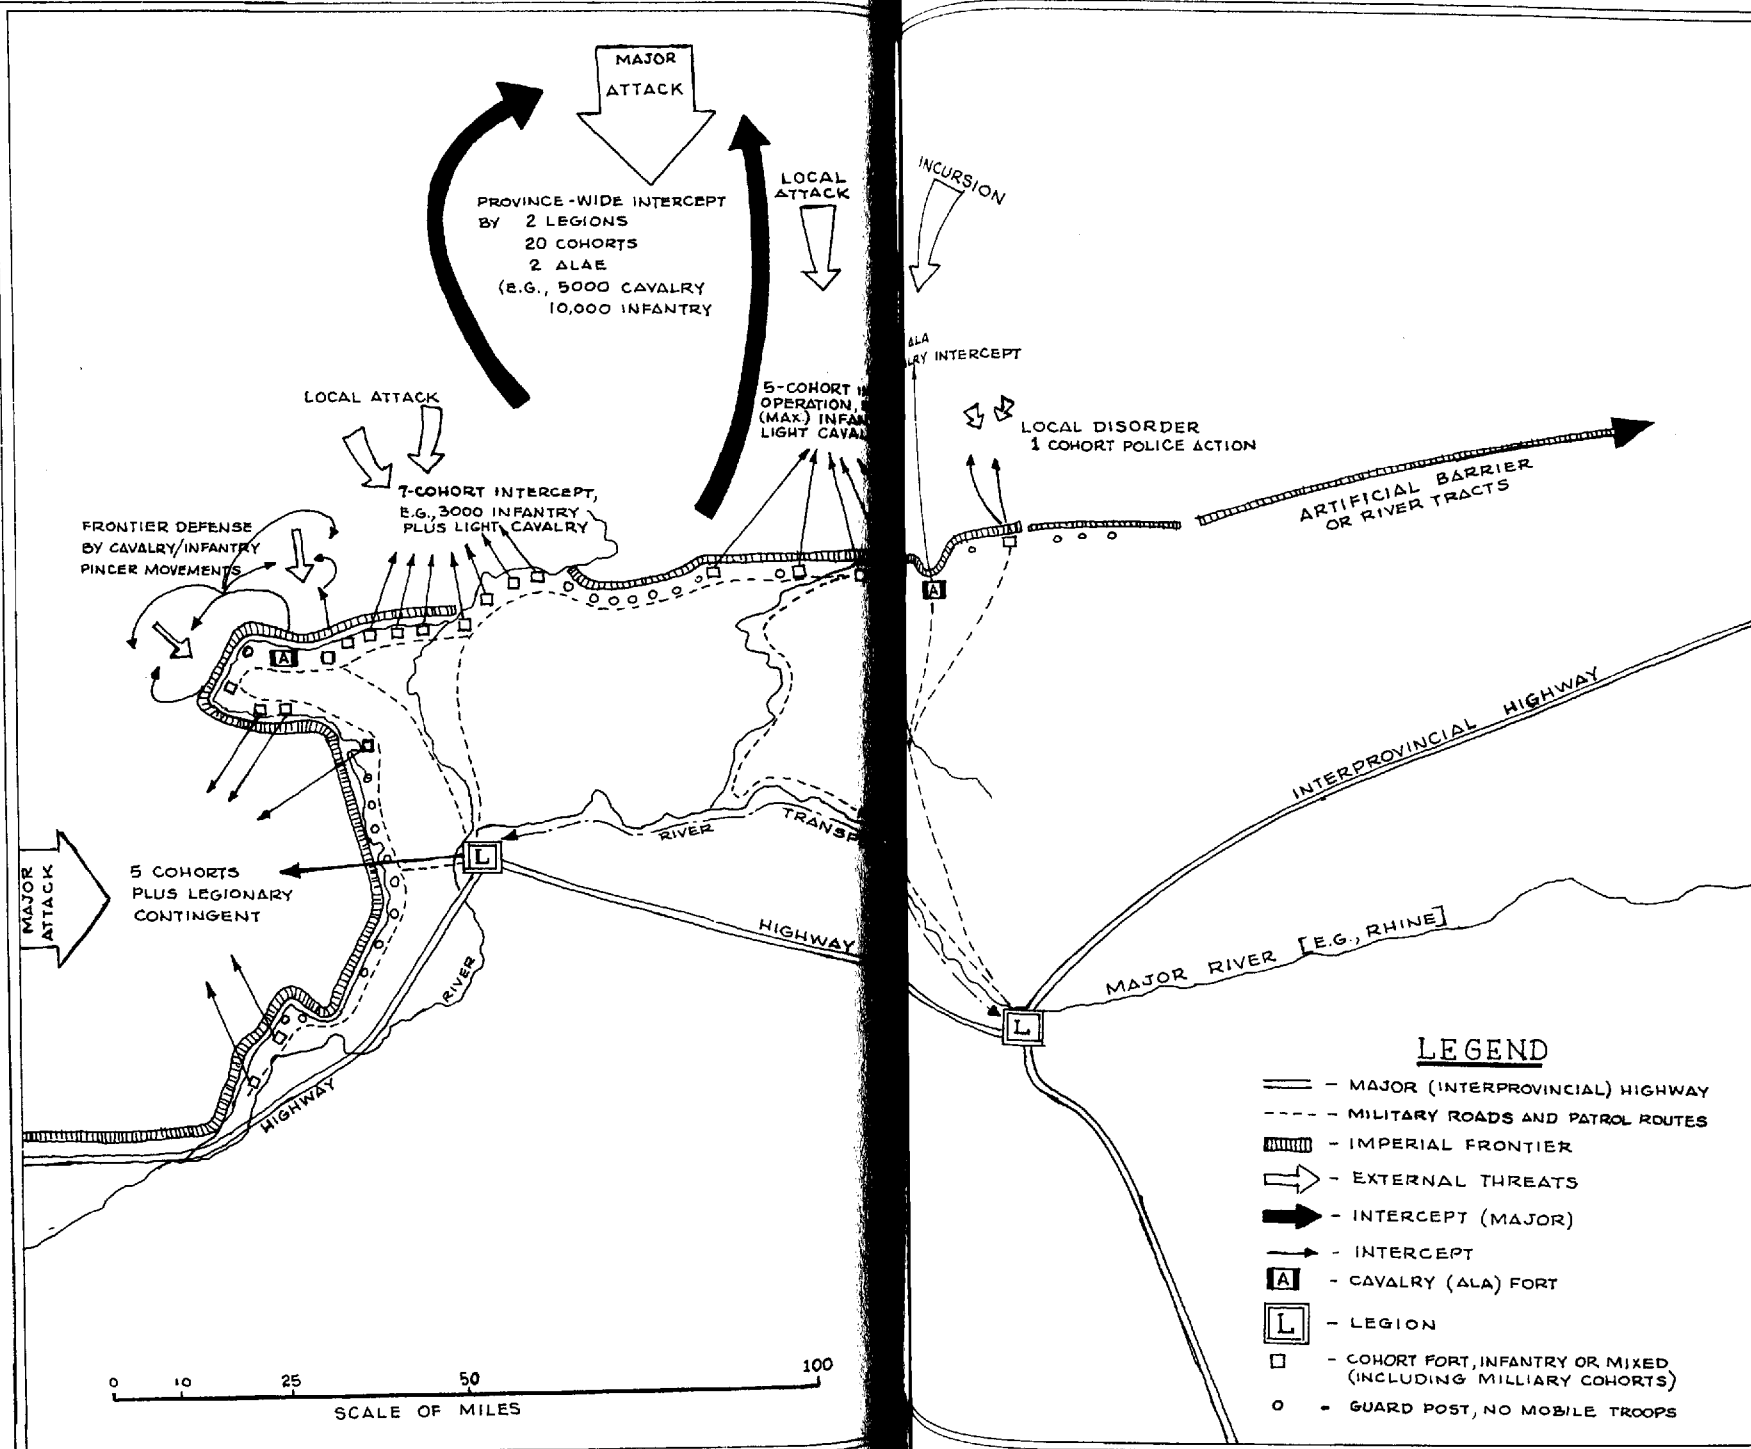 MAJOR
ATTACK
PROVINCE-WIDE INTERCEPT
BY 2 LEGIONS
20 COHORTS
2 ALAE
(E.G., 5000 CAVALRY
10,000 INFANTRY
LOCAL
ATTACK
INCURSION
ALA
INTERCEPT
LOCAL ATTACK
5-COHORT
OPERATION,
(MAX.)
LIGHT
LOCAL DISORDER
1 COHORT POLICE ACTION
7-COHORT INTERCEPT,
E.G., 3000 INFANTRY
PLUS LIGHT CAVALRY
FRONTIER DEFENSE
BY CAVALRY/INFANTRY
PINCER MOVEMENTS
ARTIFICIAL BARRIER
OR RIVER TRACTS
A
A
INTERPROVINCIAL HIGHWAY
RIVER
L
MAJOR
ATTACK
5 COHORTS
PLUS LEGIONARY
CONTINGENT
HIGHWAY
RIVER
MAJOR RIVER [E.G., RHINE]
L
HIGHWAY
LEGEND
- MAJOR (INTERPROVINCIAL) HIGHWAY
- MILITARY ROADS AND PATROL ROUTES
- IMPERIAL FRONTIER
- EXTERNAL THREATS
- INTERCEPT (MAJOR)
- INTERCEPT
A - CAVALRY (ALA) FORT
L - LEGION
- COHORT FORT, INFANTRY OR MIXED
(INCLUDING MILLIARY COHORTS)
- GUARD POST, NO MOBILE TROOPS
0 10 25 50 100
SCALE OF MILES